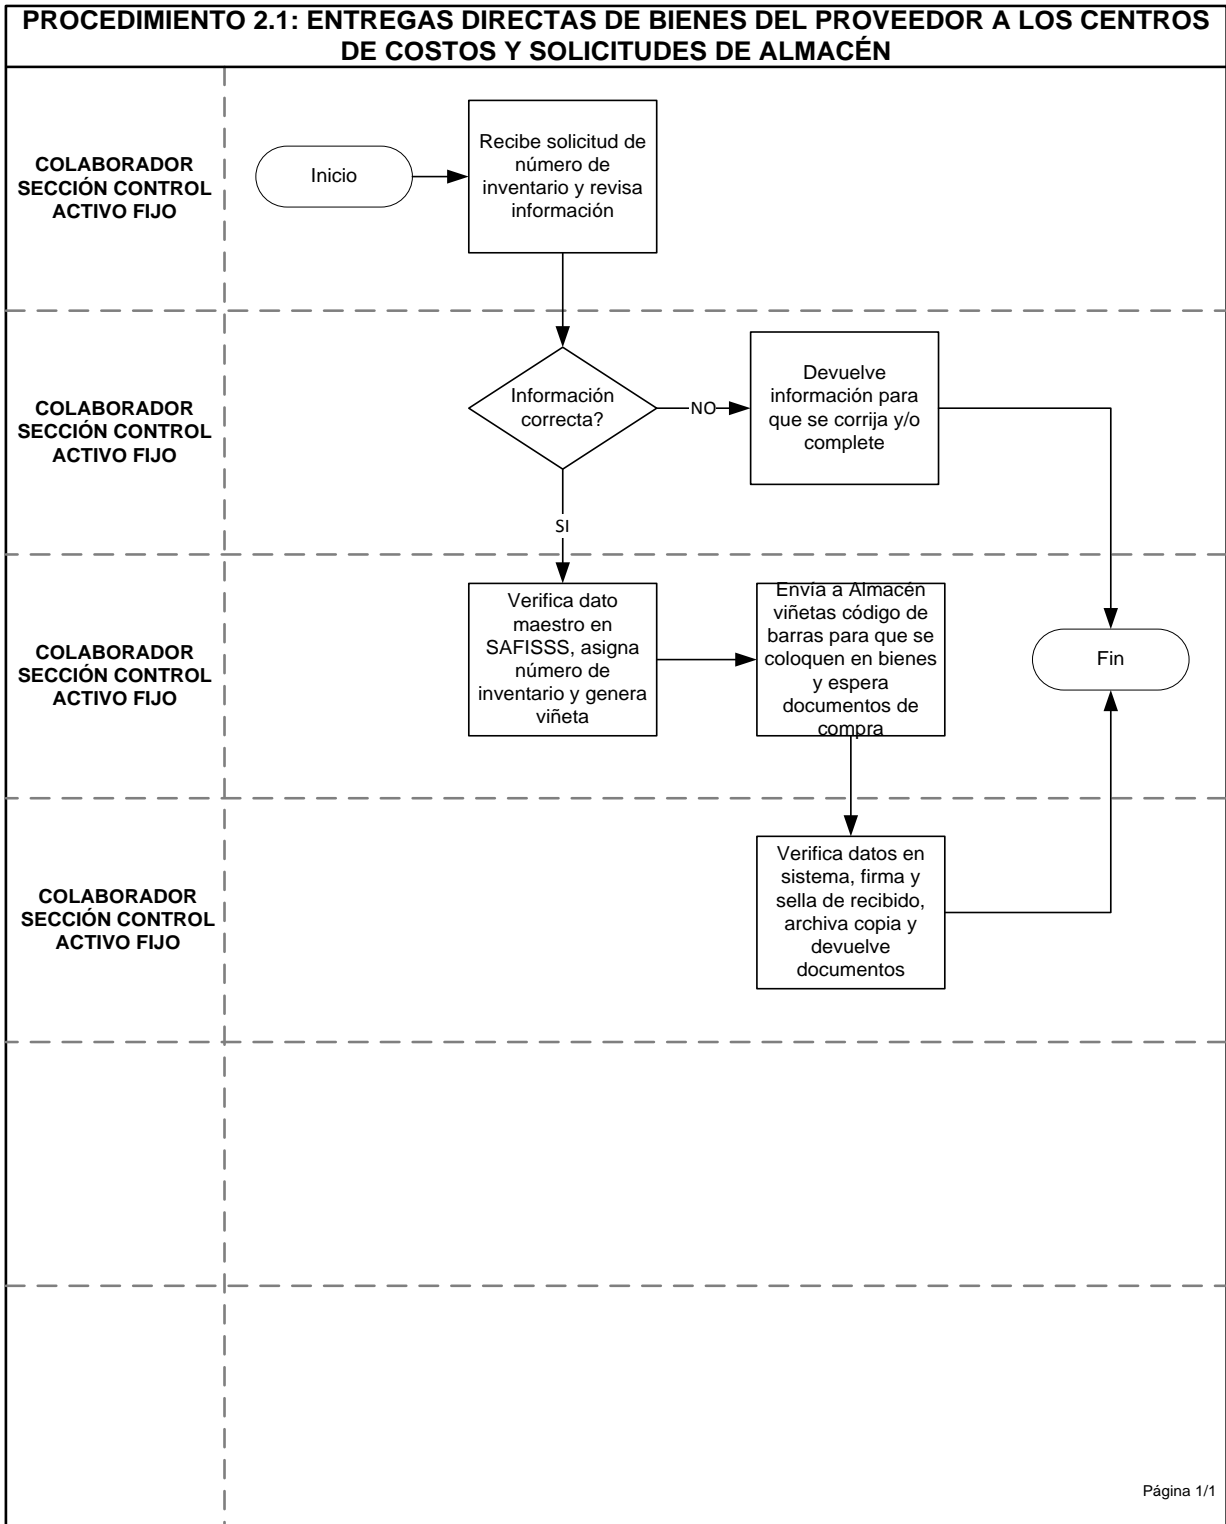 PROCEDIMIENTO 2.1: ENTREGAS DIRECTAS DE BIENES DEL PROVEEDOR A LOS CENTROS
DE COSTOS Y SOLICITUDES DE ALMACÉN
COLABORADOR
SECCIÓN CONTROL
ACTIVO FIJO
Inicio
Recibe solicitud de
número de
inventario y revisa
información
COLABORADOR
SECCIÓN CONTROL
ACTIVO FIJO
Información
correcta?
NO
Devuelve
información para
que se corrija y/o
complete
SI
COLABORADOR
SECCIÓN CONTROL
ACTIVO FIJO
Verifica dato
maestro en
SAFISSS, asigna
número de
inventario y genera
viñeta
Envía a Almacén
viñetas código de
barras para que se
coloquen en bienes
y espera
documentos de
compra
Fin
COLABORADOR
SECCIÓN CONTROL
ACTIVO FIJO
Verifica datos en
sistema, firma y
sella de recibido,
archiva copia y
devuelve
documentos
Página 1/1